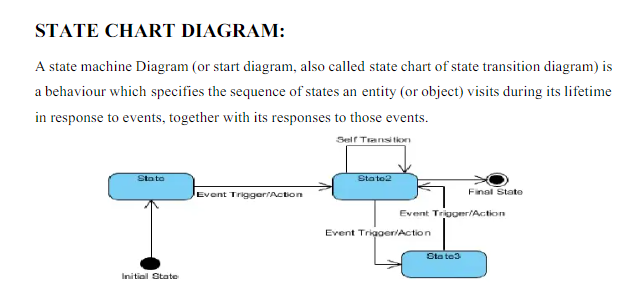 STATE CHART DIAGRAM:
A state machine Diagram (or start diagram, also called state chart of state transition diagram) is
a behaviour which specifies the sequence of states an entity (or object) visits during its lifetime
in response to events, together with its responses to those events.
Self Transition
State
State2
Event Trigger/Action
Final State
Event Trigger/Action
Event Trigger/Action
State3
Initial State